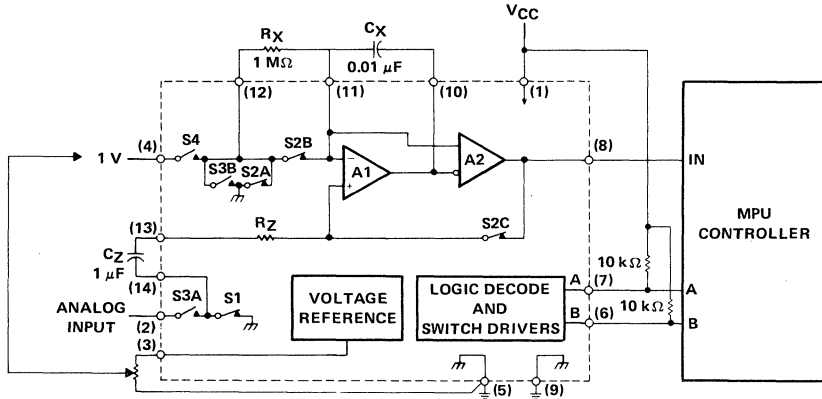 VCC
RX
1 MΩ
CX
0.01 μF
(12)
(11)
(10)
(1)
(4)
1 V
S4
S3B
S2A
S2B
−
+
A1
A2
(8)
IN
MPU
CONTROLLER
(13)
RZ
S2C
CZ
1 μF
(14)
10 kΩ
A
(7)
A
10 kΩ
B
(6)
B
ANALOG
INPUT
(2)
S3A
S1
VOLTAGE
REFERENCE
LOGIC DECODE
AND
SWITCH DRIVERS
(3)
(5)
(9)